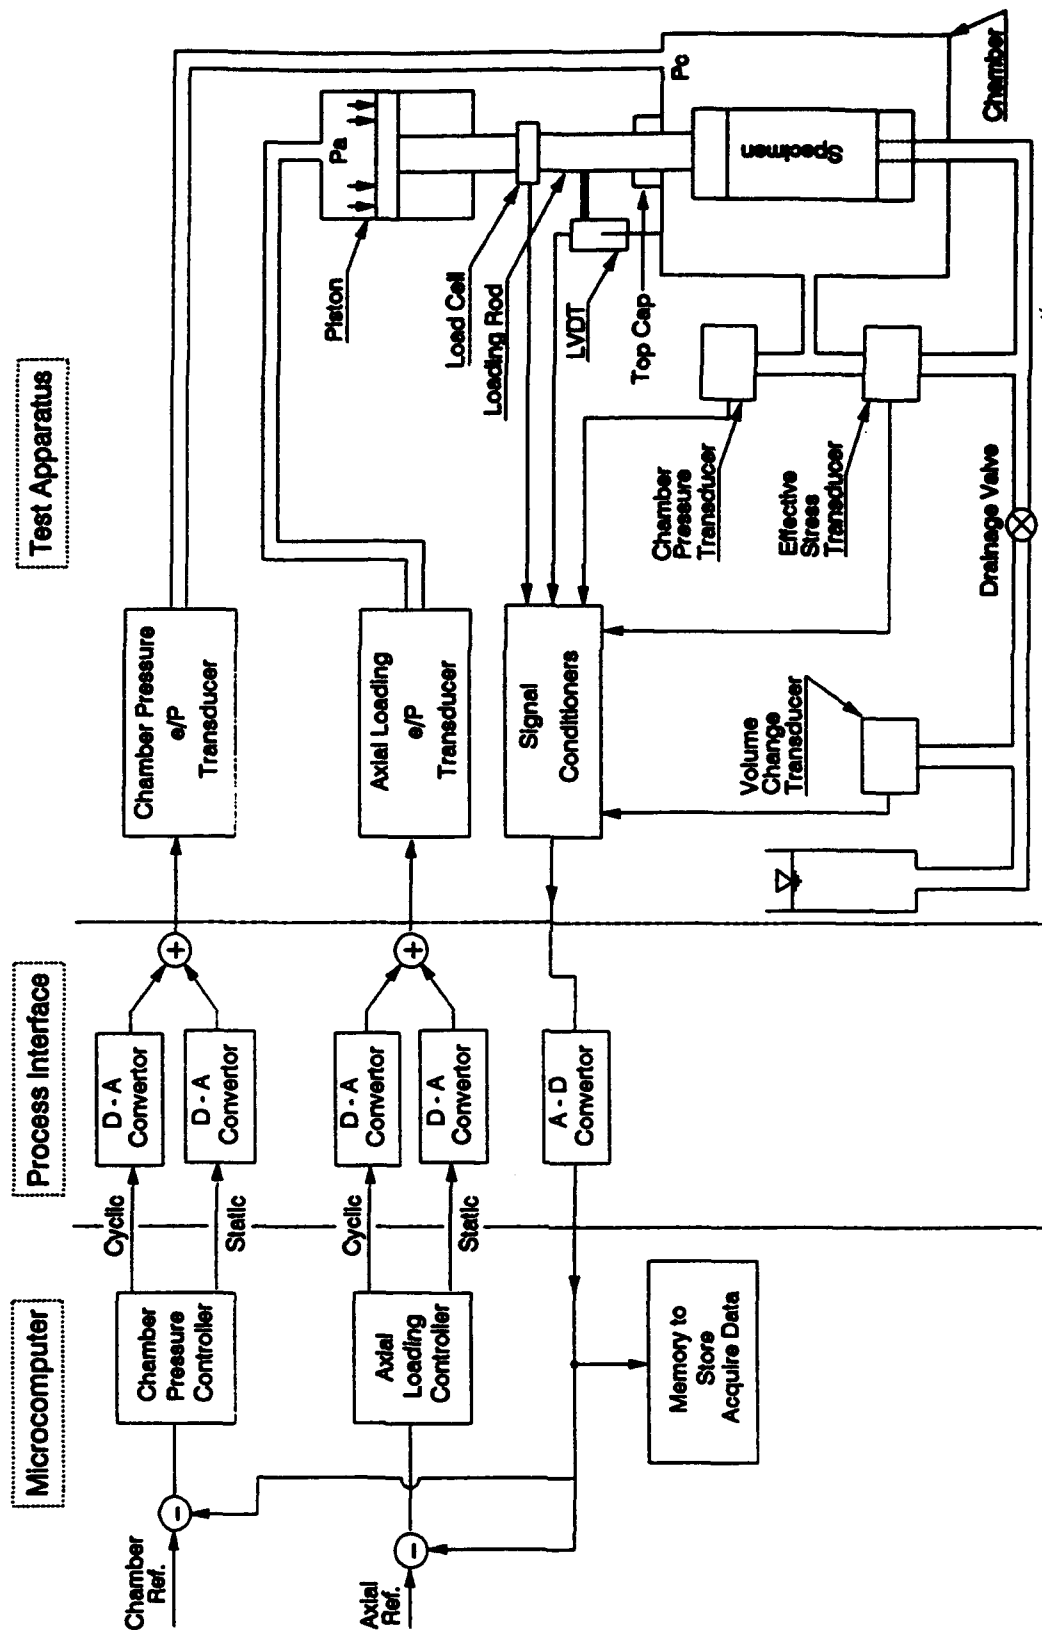 Microcomputer
Process Interface
Test Apparatus
Chamber
Ref.
−
Chamber
Pressure
Controller
Cyclic
Static
D - A
Convertor
D - A
Convertor
+
Chamber Pressure
e/P
Transducer
Axial
Ref.
−
Axial
Loading
Controller
Cyclic
Static
D - A
Convertor
D - A
Convertor
+
Axial Loading
e/P
Transducer
Memory to
Store
Acquire Data
A - D
Convertor
Signal
Conditioners
Piston
Pa
Load Cell
Loading Rod
LVDT
Top Cap
Pc
Specimen
Chamber
Chamber
Pressure
Transducer
Effective
Stress
Transducer
Volume
Change
Transducer
Drainage Valve